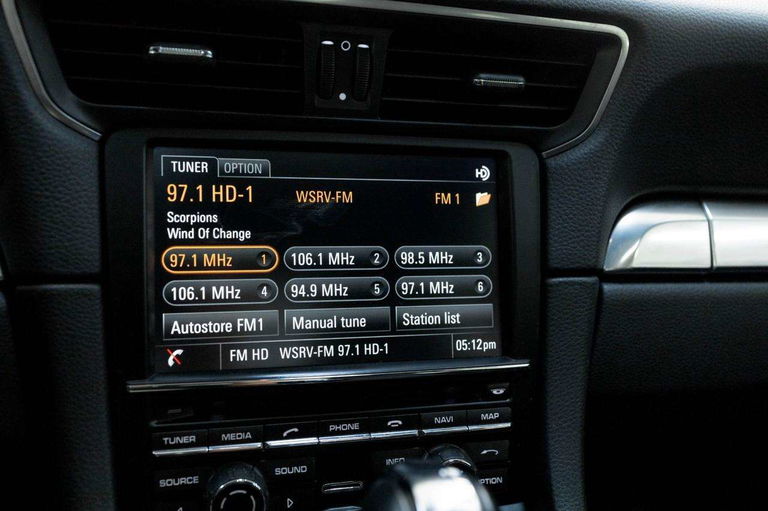 TUNER OPTION
HD
97.1 HD-1 WSRV-FM FM 1
Scorpions
Wind Of Change
97.1 MHz 1 106.1 MHz 2 98.5 MHz 3
106.1 MHz 4 94.9 MHz 5 97.1 MHz 6
Autostore FM1 Manual tune Station list
FM HD WSRV-FM 97.1 HD-1 05:12pm
TUNER MEDIA PHONE NAVI MAP
SOURCE SOUND INFO OPTION